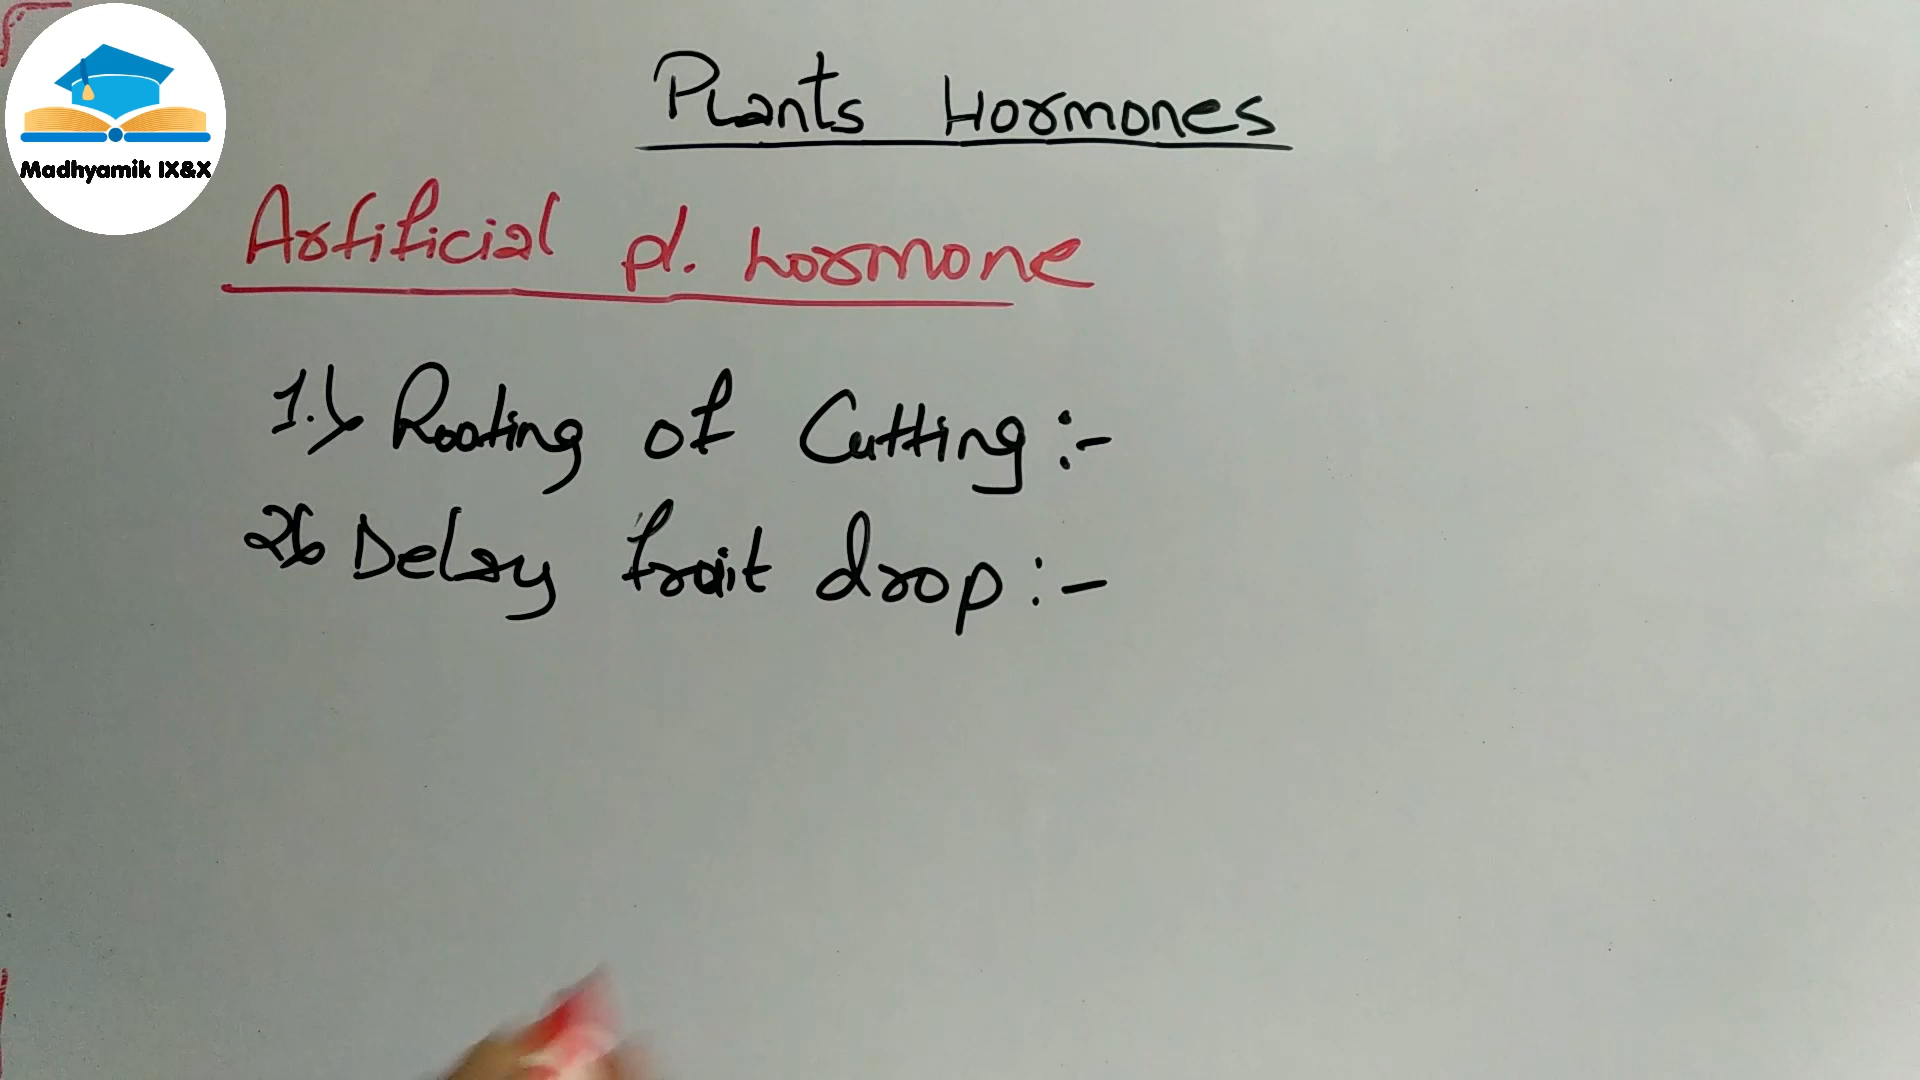 Madhyamik IX&X
Plants Hormones
Artificial pl. hormone
1.) Rooting of Cutting:-
2) Delay fruit drop:-